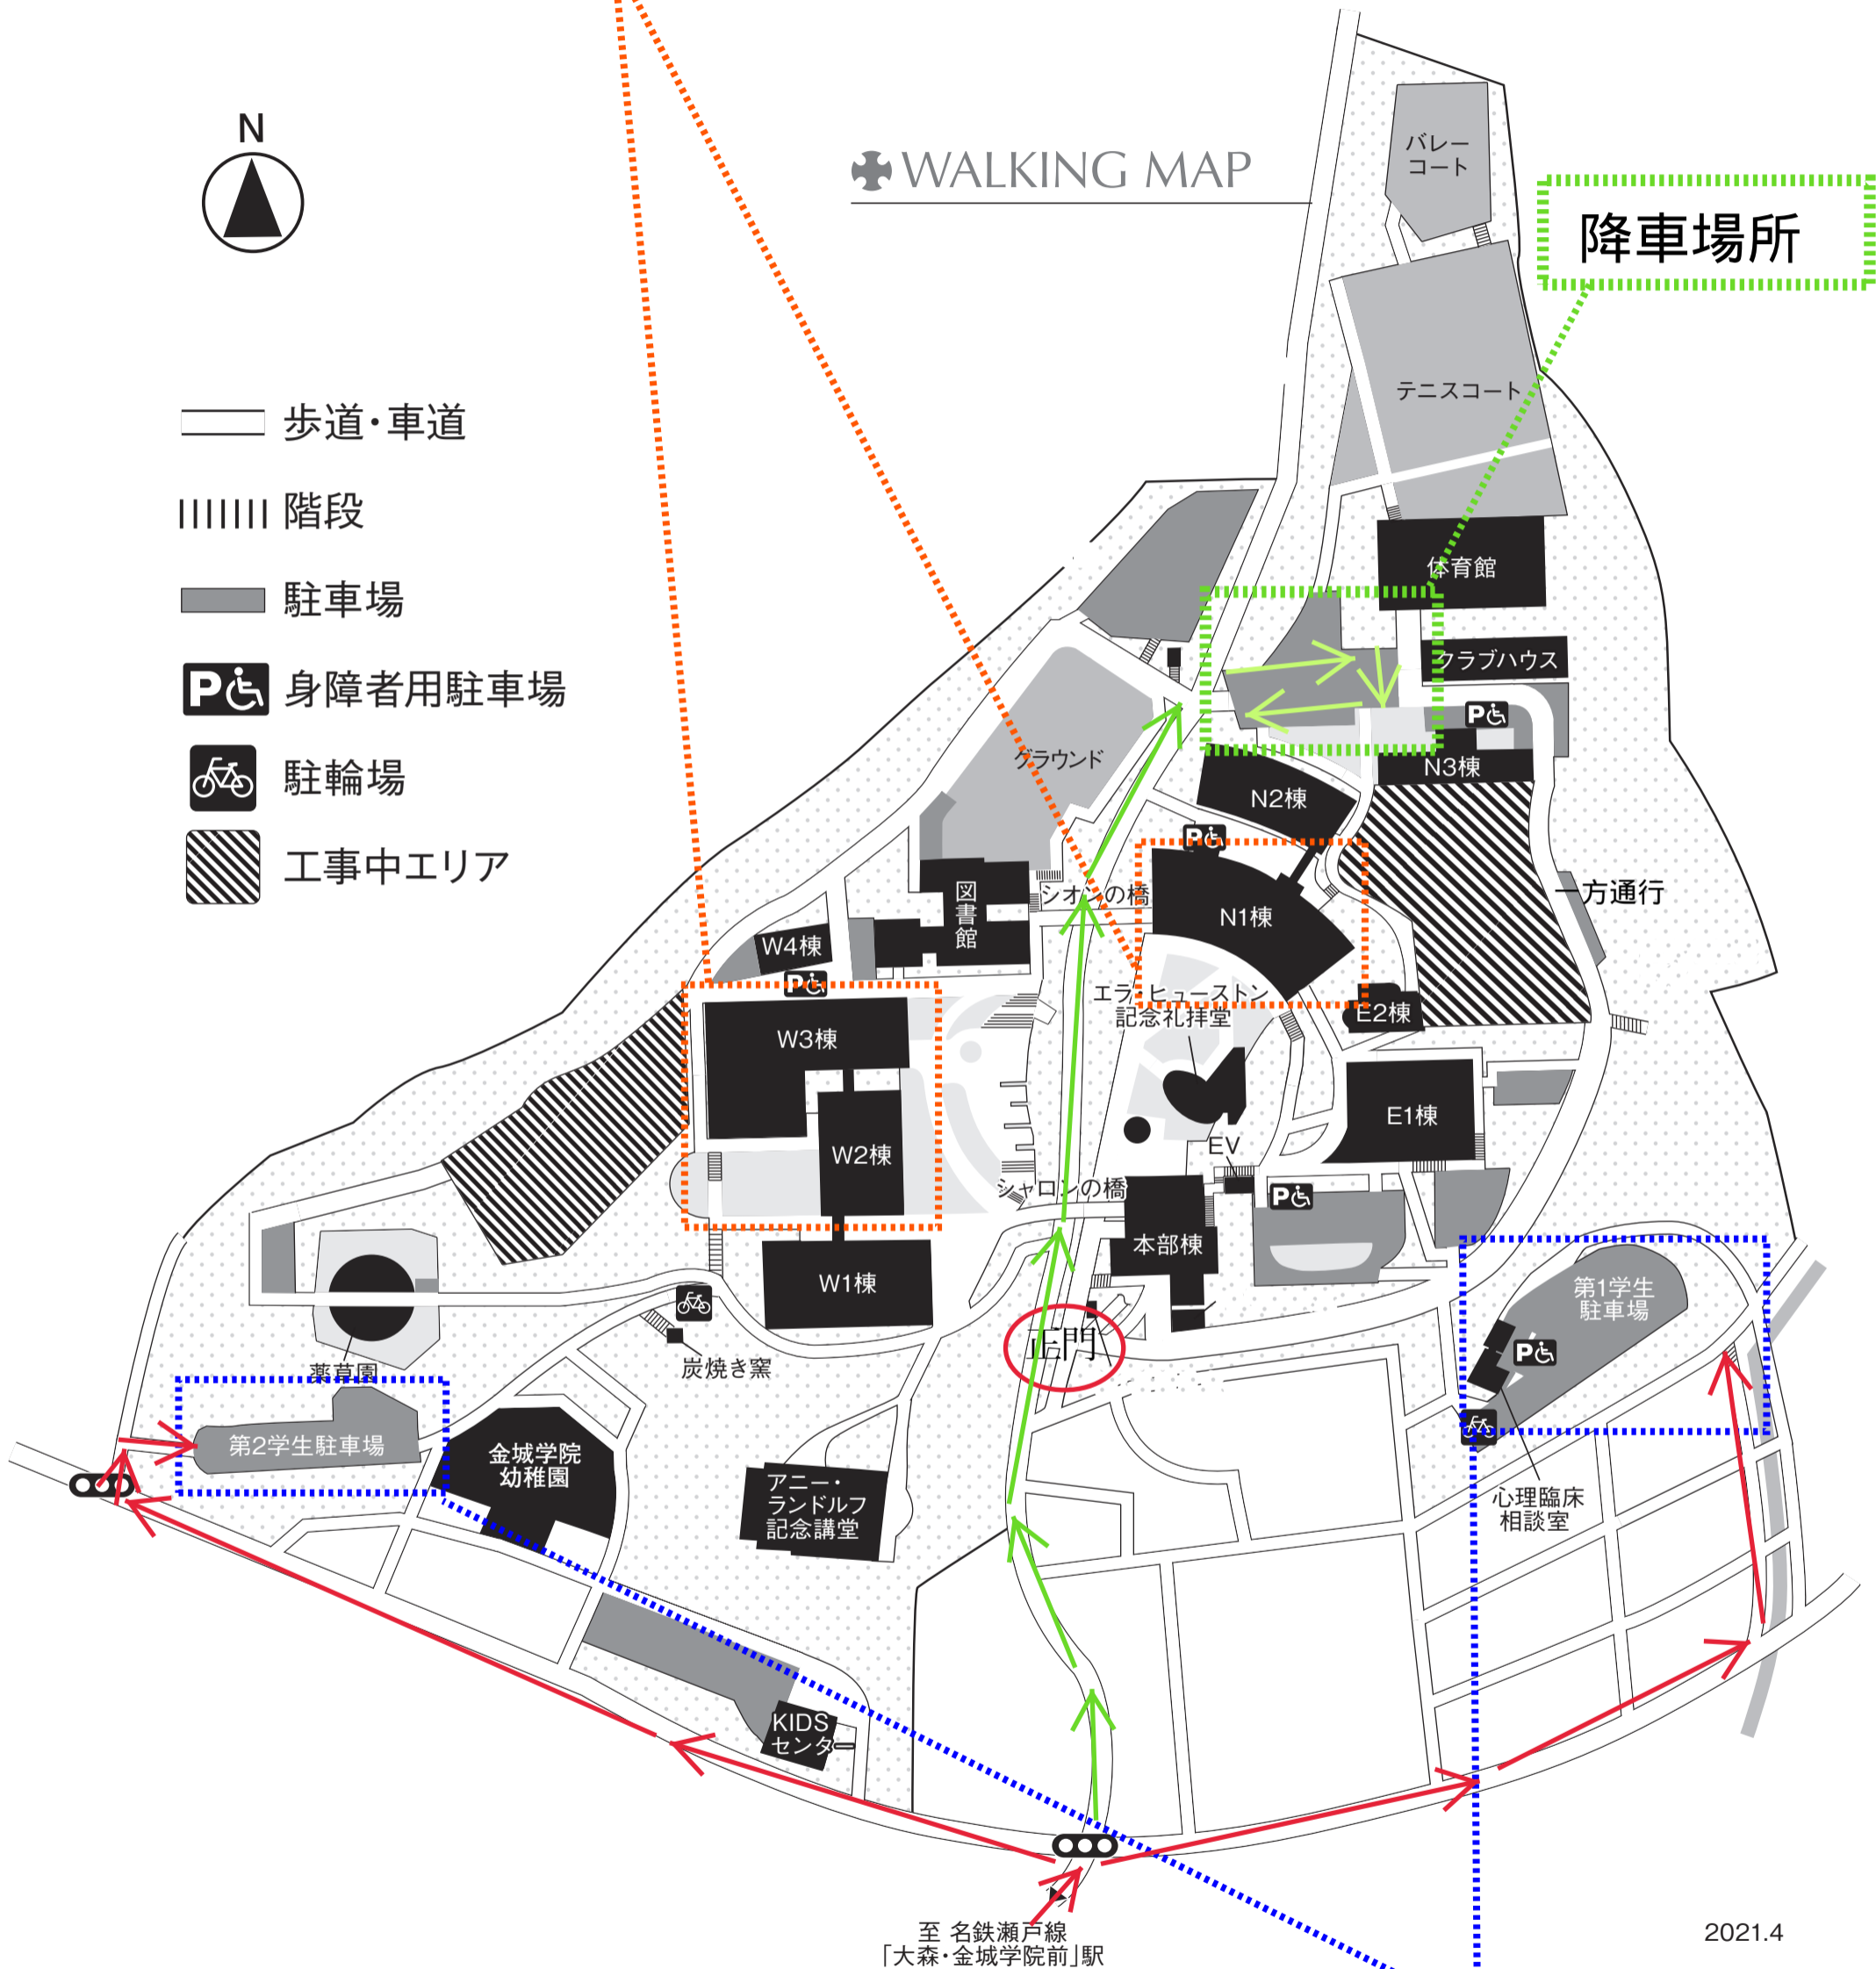 N
WALKING MAP
バレー
コート
降車場所
テニスコート
歩道・車道
階段
駐車場
P
身障者用駐車場
駐輪場
工事中エリア
体育館
クラブハウス
P
N3棟
グラウンド
N2棟
P
一方通行
図書館
シオンの橋
N1棟
W4棟
P
エラ・ヒューストン
記念礼拝堂
E2棟
W3棟
E1棟
EV
W2棟
シャロンの橋
P
本部棟
W1棟
第1学生
駐車場
正門
P
炭焼き窯
薬草園
第2学生駐車場
金城学院
幼稚園
アニー・
ランドルフ
記念講堂
心理臨床
相談室
KIDS
センター
至 名鉄瀬戸線
「大森・金城学院前」駅
2021.4